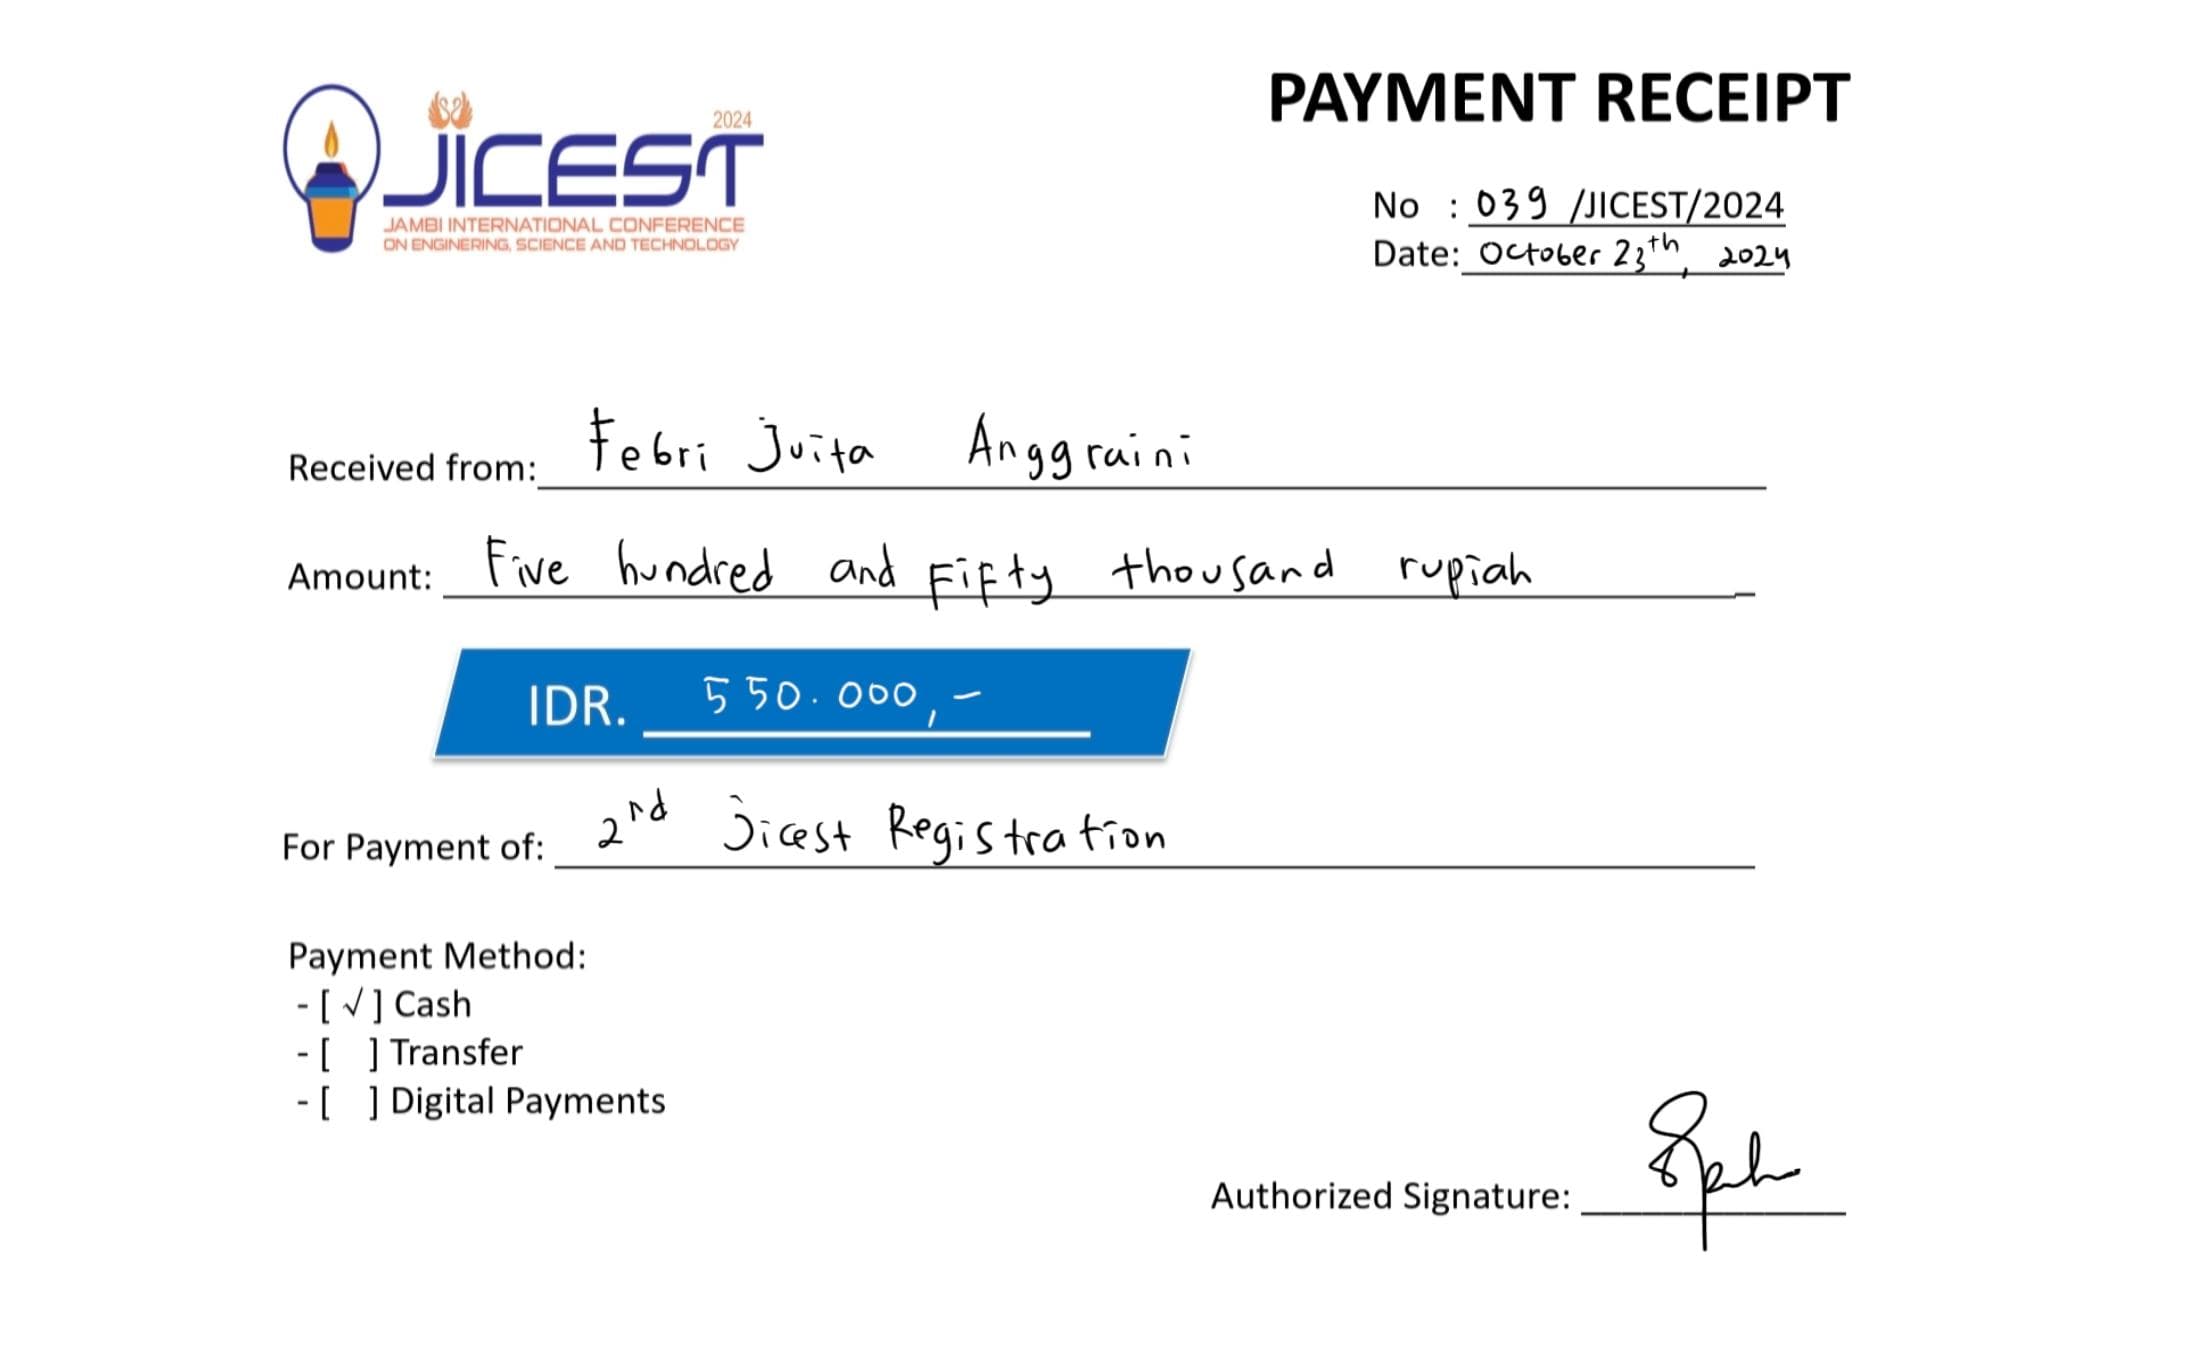 2024
JICEST
JAMBI INTERNATIONAL CONFERENCE
ON ENGINERING, SCIENCE AND TECHNOLOGY
PAYMENT RECEIPT
No : 039 /JICEST/2024
Date: October 23th, 2024
Received from: Febri Juita Anggraini
Amount: Five hundred and Fifty thousand rupiah
IDR. 550.000,-
For Payment of: 2nd Jicest Registration
Payment Method:
- [ √ ] Cash
- [ ] Transfer
- [ ] Digital Payments
Authorized Signature: